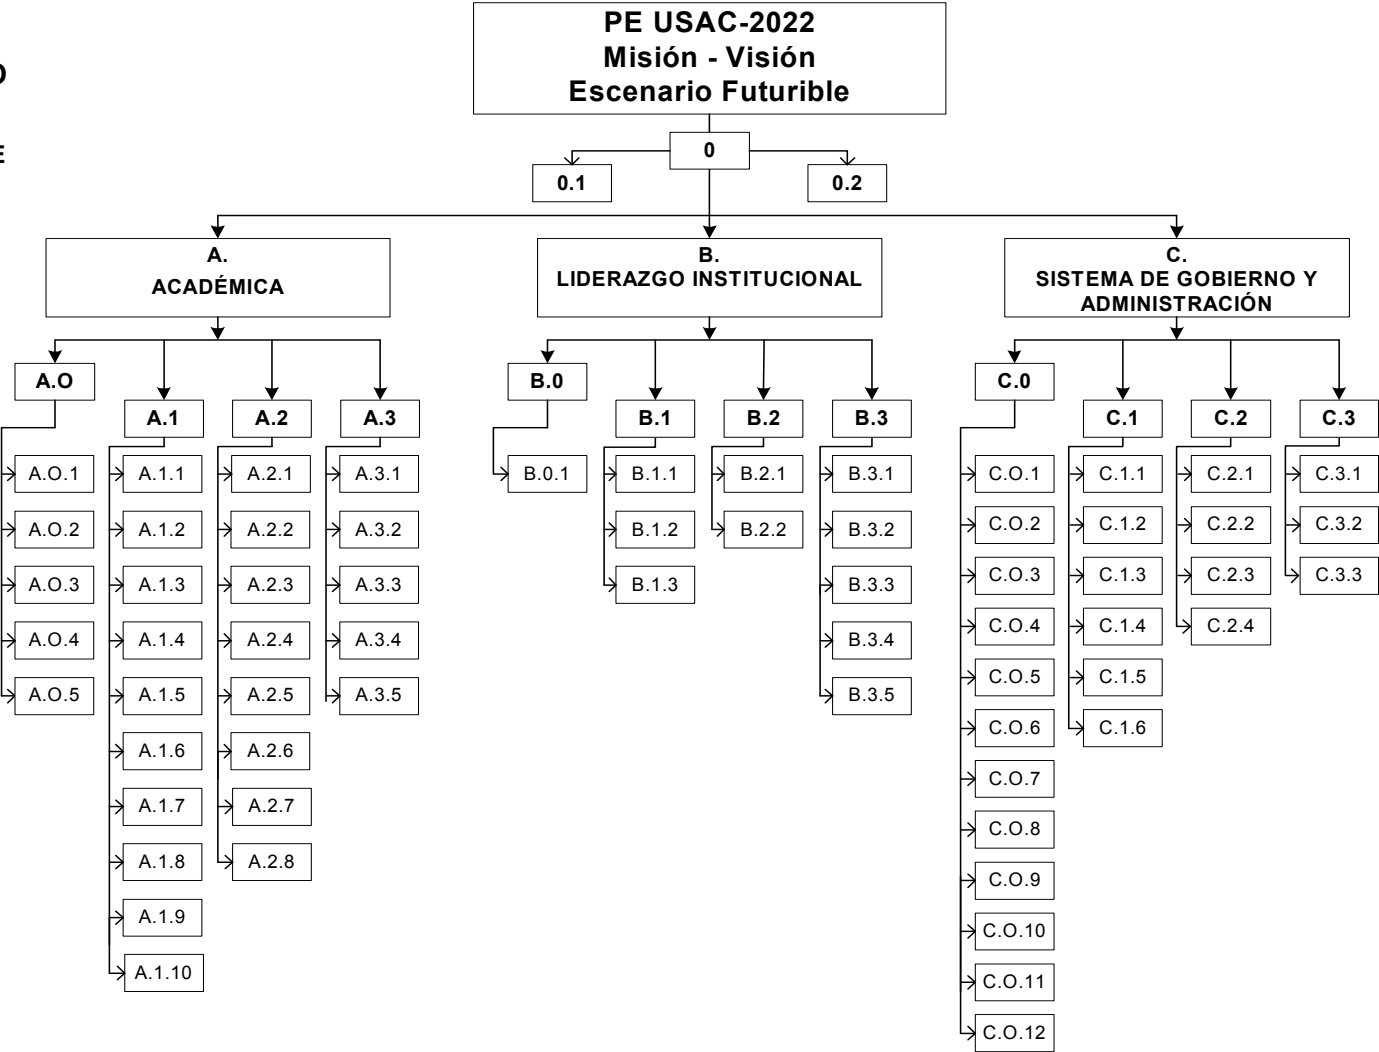 PE USAC-2022
Misión - Visión
Escenario Futurible
O
E
0
0.1
0.2
A.
ACADÉMICA
B.
LIDERAZGO INSTITUCIONAL
C.
SISTEMA DE GOBIERNO Y
ADMINISTRACIÓN
A.O
A.1
A.2
A.3
B.0
B.1
B.2
B.3
C.0
C.1
C.2
C.3
A.O.1
A.O.2
A.O.3
A.O.4
A.O.5
A.1.1
A.1.2
A.1.3
A.1.4
A.1.5
A.1.6
A.1.7
A.1.8
A.1.9
A.1.10
A.2.1
A.2.2
A.2.3
A.2.4
A.2.5
A.2.6
A.2.7
A.2.8
A.3.1
A.3.2
A.3.3
A.3.4
A.3.5
B.0.1
B.1.1
B.1.2
B.1.3
B.2.1
B.2.2
B.3.1
B.3.2
B.3.3
B.3.4
B.3.5
C.O.1
C.O.2
C.O.3
C.O.4
C.O.5
C.O.6
C.O.7
C.O.8
C.O.9
C.O.10
C.O.11
C.O.12
C.1.1
C.1.2
C.1.3
C.1.4
C.1.5
C.1.6
C.2.1
C.2.2
C.2.3
C.2.4
C.3.1
C.3.2
C.3.3